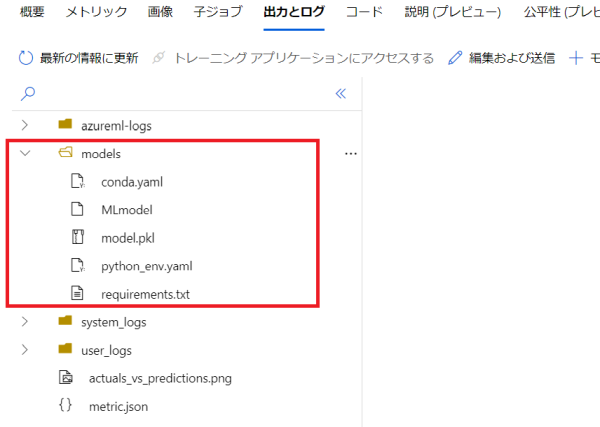 概要 メトリック 画像 子ジョブ 出力とログ コード 説明 (プレビュー) 公平性 (プレビ
最新の情報に更新 トレーニング アプリケーションにアクセスする 編集および送信 モ
azureml-logs
models
conda.yaml
MLmodel
model.pkl
python_env.yaml
requirements.txt
system_logs
user_logs
actuals_vs_predictions.png
metric.json